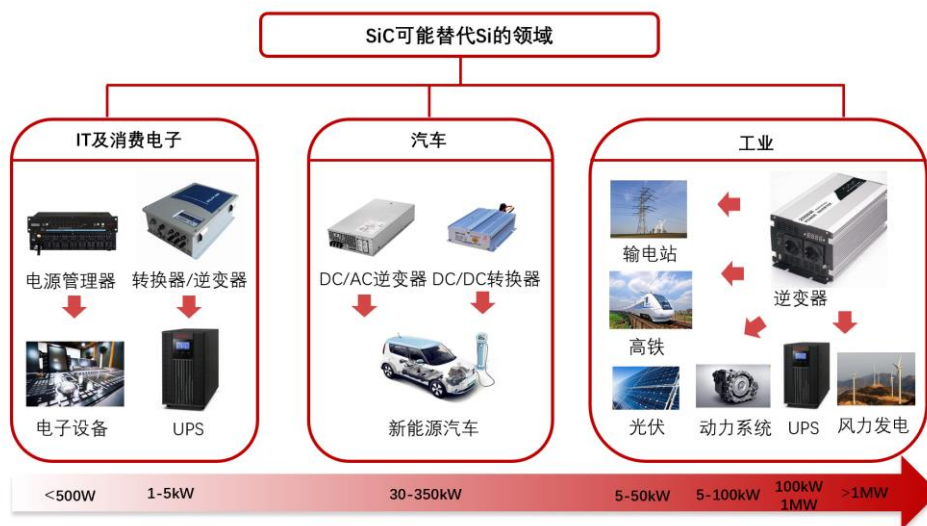 SiC可能替代Si的领域
IT及消费电子
电源管理器
转换器/逆变器
电子设备
UPS
汽车
DC/AC逆变器
DC/DC转换器
新能源汽车
工业
输电站
逆变器
高铁
光伏
动力系统
UPS
风力发电
<500W
1-5kW
30-350kW
5-50kW
5-100kW
100kW
1MW
>1MW